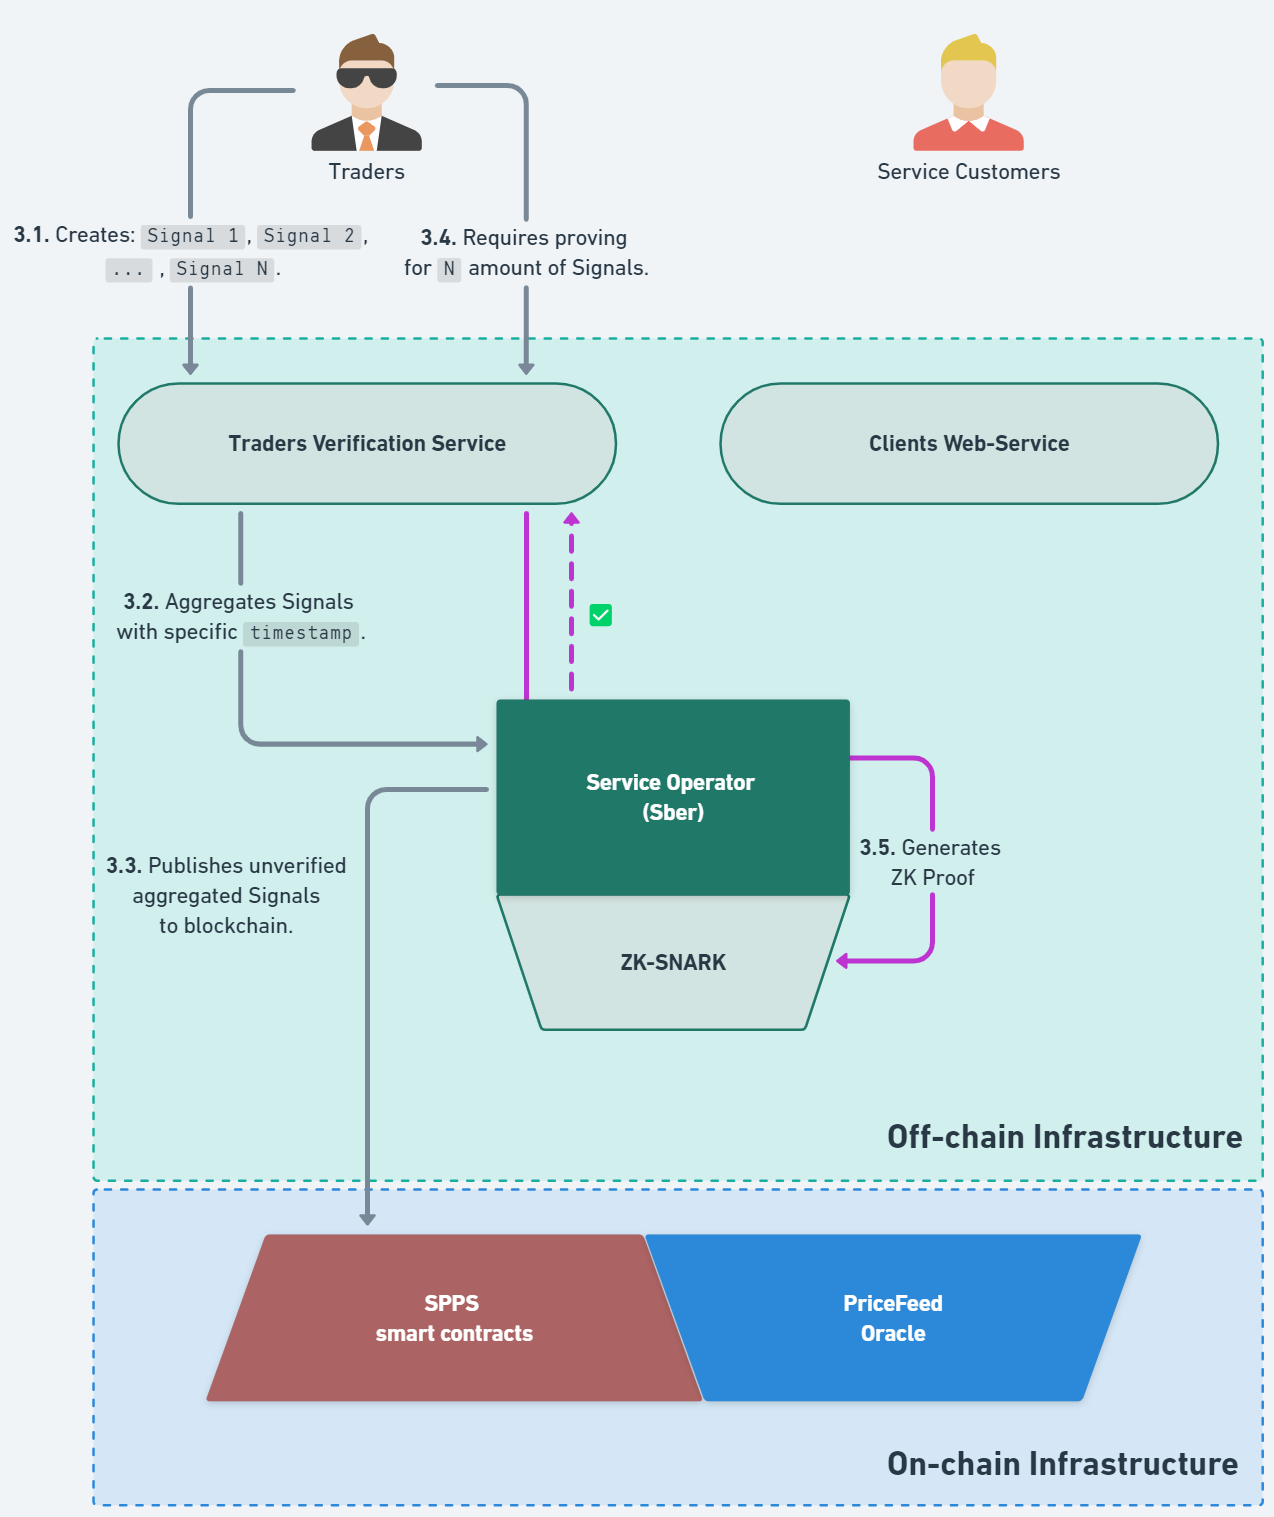 Traders
Service Customers
3.1. Creates: Signal 1, Signal 2,
... , Signal N.
3.4. Requires proving
for N amount of Signals.
Traders Verification Service
Clients Web-Service
3.2. Aggregates Signals
with specific timestamp.
Service Operator
(Sber)
3.3. Publishes unverified
aggregated Signals
to blockchain.
3.5. Generates
ZK Proof
ZK-SNARK
Off-chain Infrastructure
SPPS
smart contracts
PriceFeed
Oracle
On-chain Infrastructure